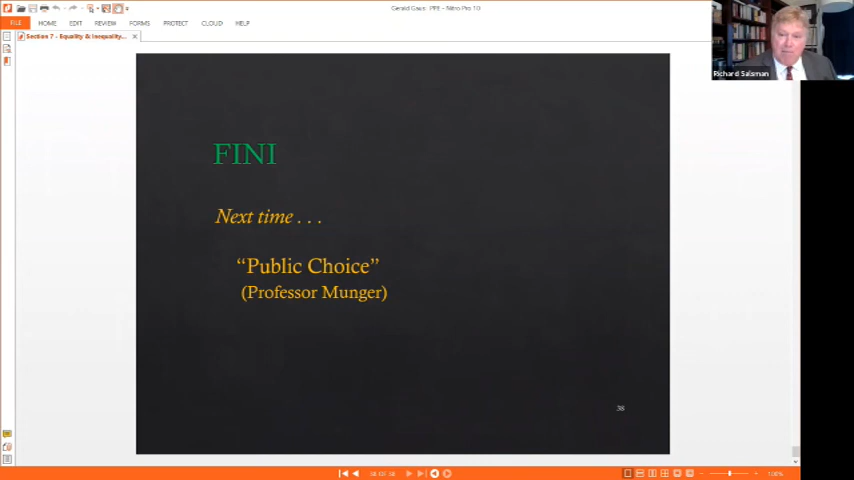 Gerald Gaus: PPE - Nitro Pro 10
FILE HOME EDIT REVIEW FORMS PROTECT CLOUD HELP
Section 7 - Equality & Inequality...
Richard Salsman
FINI
Next time . . .
“Public Choice”
(Professor Munger)
38